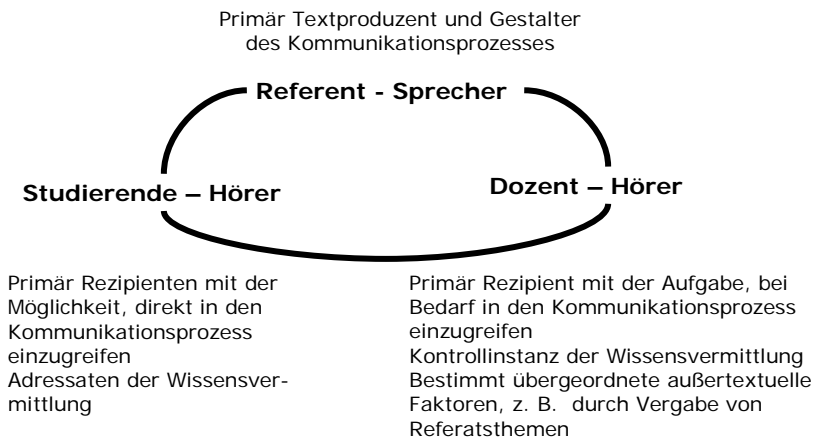 Primär Textproduzent und Gestalter
des Kommunikationsprozesses
Referent - Sprecher
Studierende – Hörer
Dozent – Hörer
Primär Rezipienten mit der
Möglichkeit, direkt in den
Kommunikationsprozess
einzugreifen
Adressaten der Wissensver-
mittlung
Primär Rezipient mit der Aufgabe, bei
Bedarf in den Kommunikationsprozess
einzugreifen
Kontrollinstanz der Wissensvermittlung
Bestimmt übergeordnete außertextuelle
Faktoren, z. B. durch Vergabe von
Referatsthemen